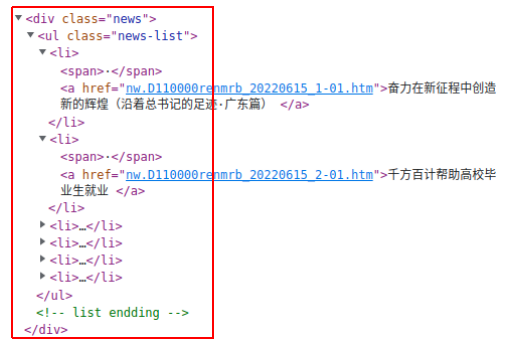 <div class="news">
<ul class="news-list">
<li>
<span>·</span>
<a href="nw.D110000renmrb_20220615_1-01.htm">奋力在新征程中创造
新的辉煌（沿着总书记的足迹·广东篇） </a>
</li>
<li>
<span>·</span>
<a href="nw.D110000renmrb_20220615_2-01.htm">千方百计帮助高校毕
业生就业 </a>
</li>
<li>…</li>
<li>…</li>
<li>…</li>
<li>…</li>
</ul>
<!-- list endding -->
</div>